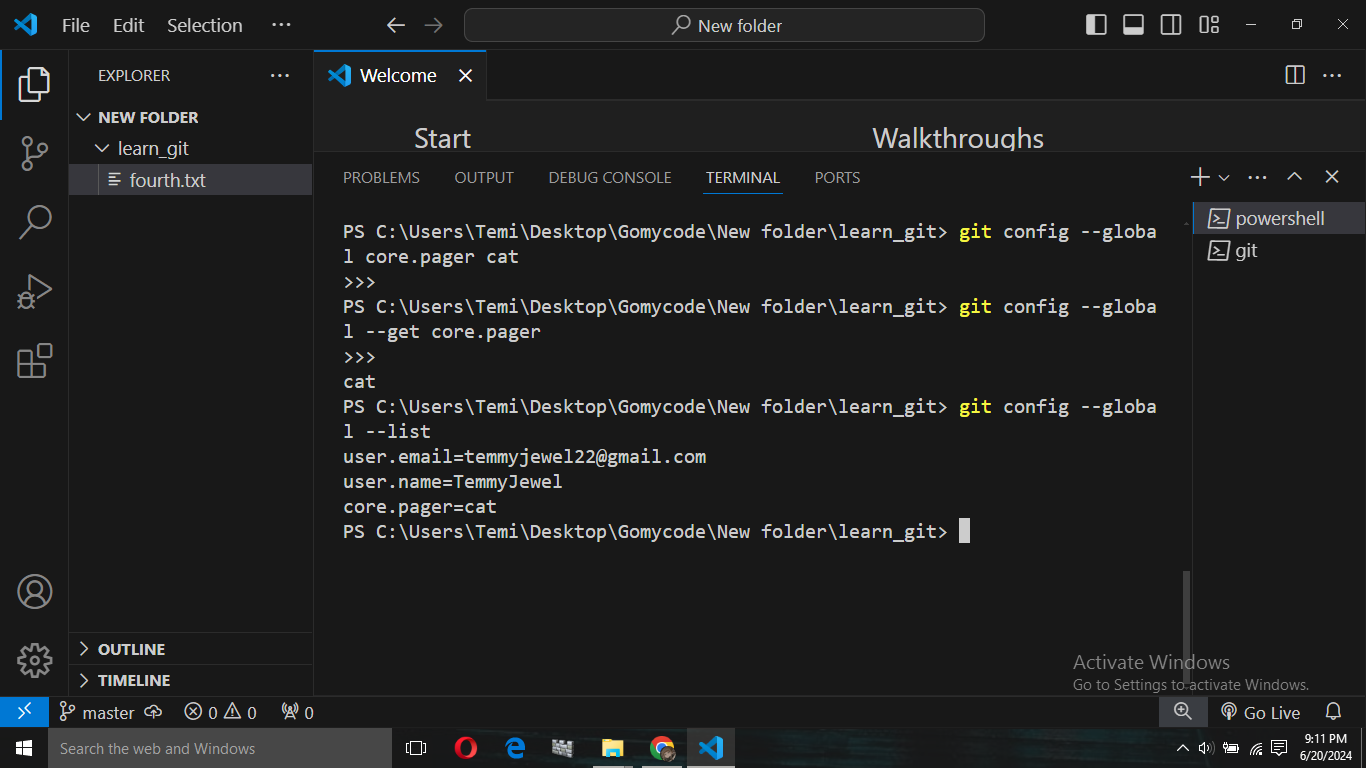 File Edit Selection ··· New folder
EXPLORER ···
Welcome
NEW FOLDER
learn_git
fourth.txt
Start Walkthroughs
PROBLEMS OUTPUT DEBUG CONSOLE TERMINAL PORTS
powershell
git
PS C:\Users\Temi\Desktop\Gomycode\New folder\learn_git> git config --globa
l core.pager cat
>>>
PS C:\Users\Temi\Desktop\Gomycode\New folder\learn_git> git config --globa
l --get core.pager
>>>
cat
PS C:\Users\Temi\Desktop\Gomycode\New folder\learn_git> git config --globa
l --list
user.email=temmyjewel22@gmail.com
user.name=TemmyJewel
core.pager=cat
PS C:\Users\Temi\Desktop\Gomycode\New folder\learn_git>
OUTLINE
TIMELINE
Activate Windows
Go to Settings to activate Windows.
master 0 0 0 Go Live
Search the web and Windows
9:11 PM
6/20/2024